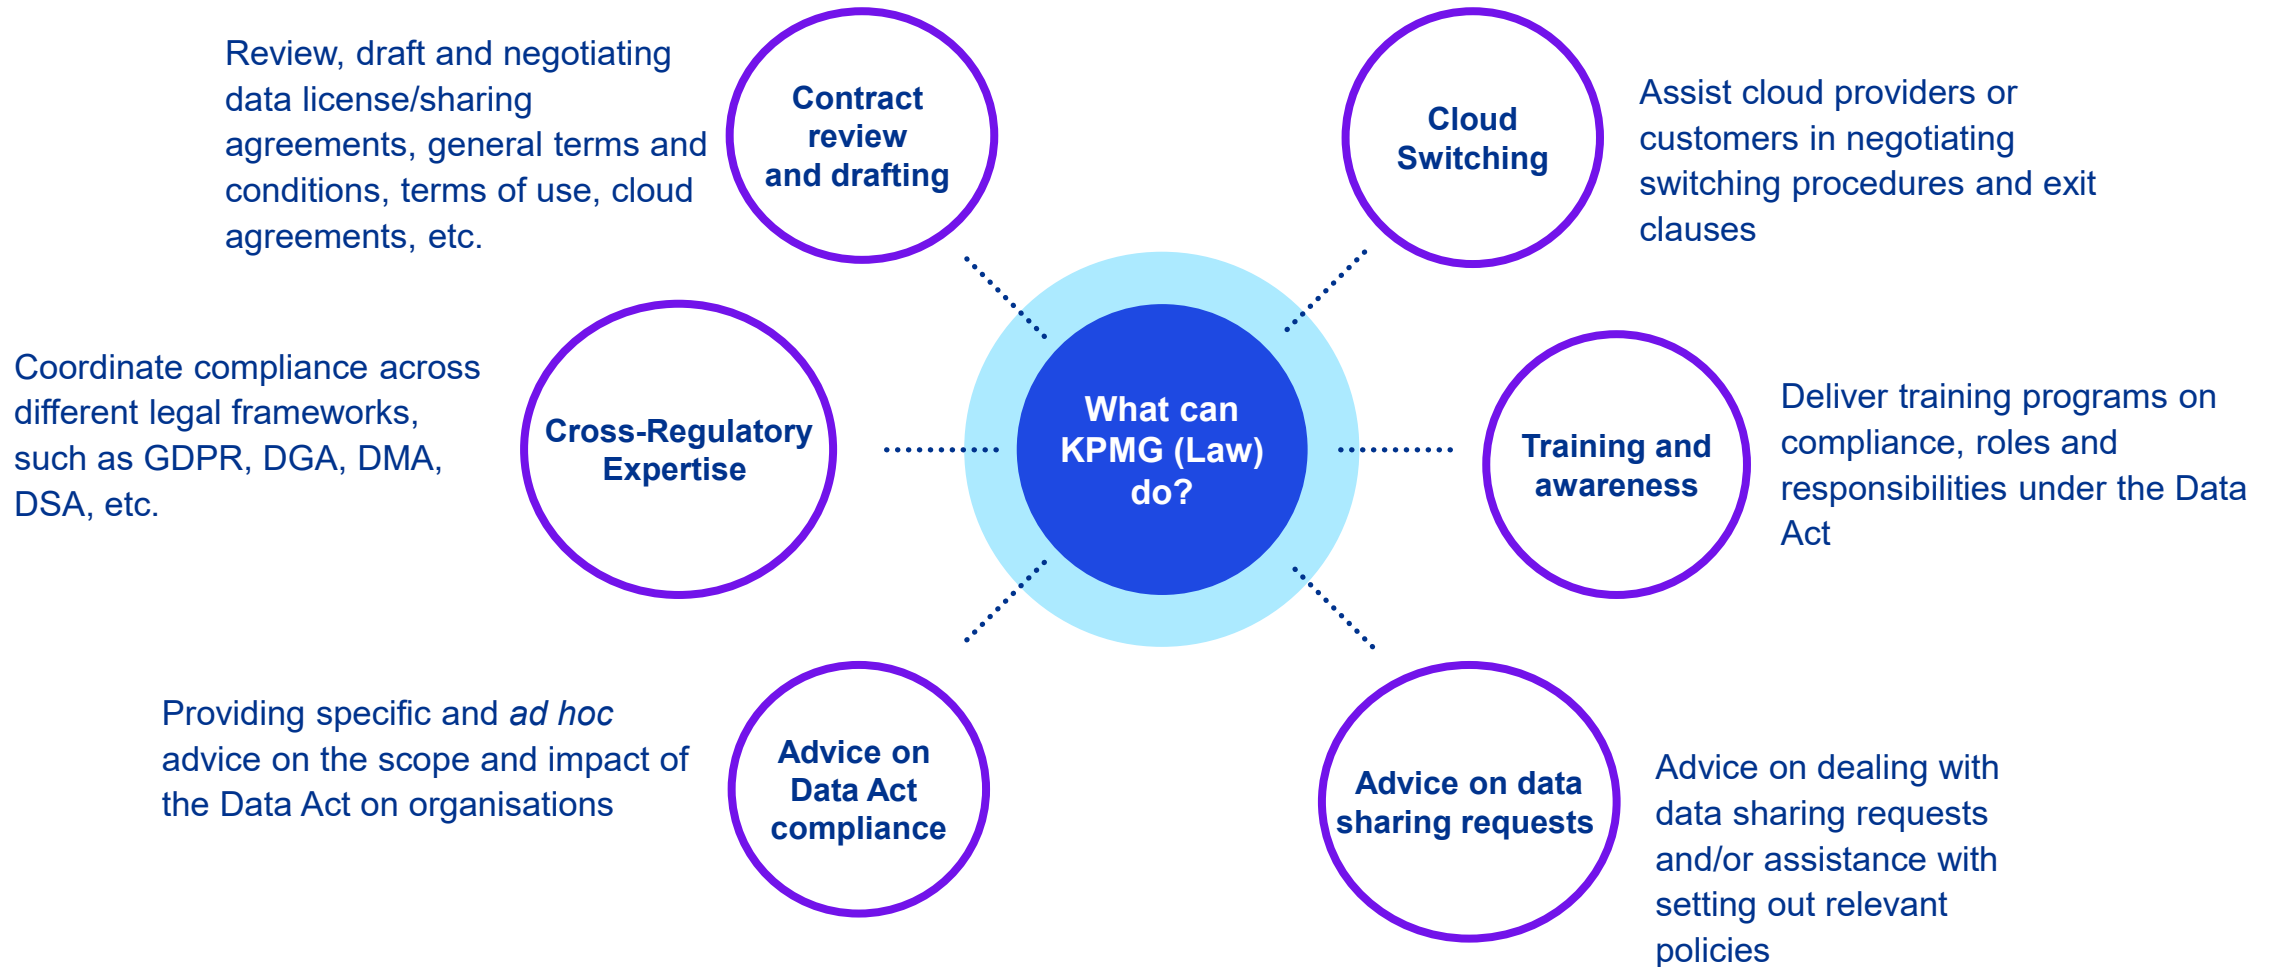 Review, draft and negotiating
data license/sharing
agreements, general terms and
conditions, terms of use, cloud
agreements, etc.
Contract
review
and drafting
Cloud
Switching
Assist cloud providers or
customers in negotiating
switching procedures and exit
clauses
Coordinate compliance across
different legal frameworks,
such as GDPR, DGA, DMA,
DSA, etc.
Cross-Regulatory
Expertise
What can
KPMG (Law)
do?
Training and
awareness
Deliver training programs on
compliance, roles and
responsibilities under the Data
Act
Providing specific and ad hoc
advice on the scope and impact of
the Data Act on organisations
Advice on
Data Act
compliance
Advice on data
sharing requests
Advice on dealing with
data sharing requests
and/or assistance with
setting out relevant
policies